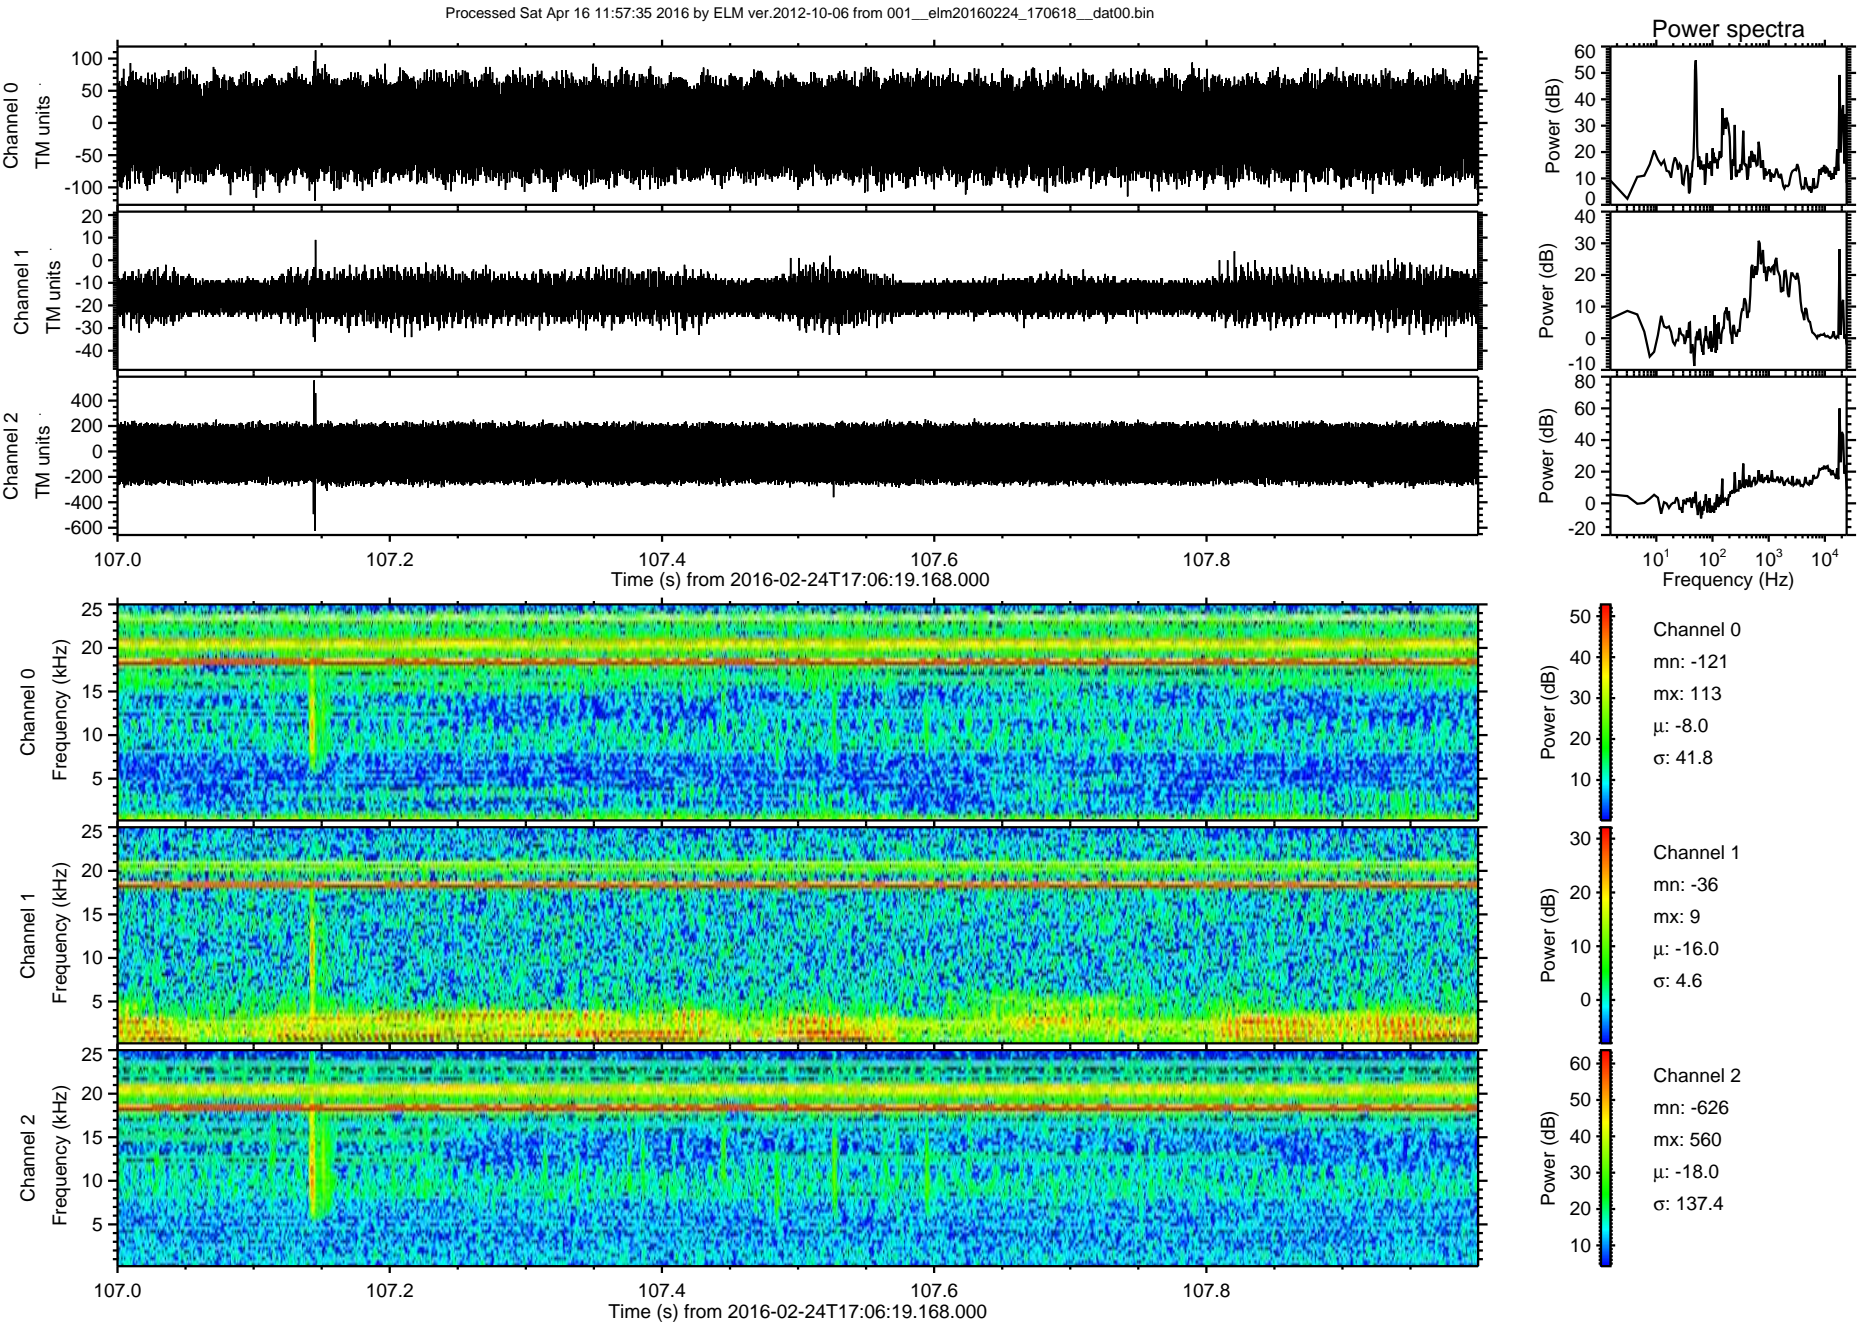 Processed Sat Apr 16 11:57:35 2016 by ELM ver.2012-10-06 from 001__elm20160224_170618__dat00.bin
Power spectra
Channel 0
TM units
100
50
0
-50
-100
Power (dB)
60
50
40
30
20
10
0
Channel 1
TM units
20
10
0
-10
-20
-30
-40
Power (dB)
40
30
20
10
0
-10
Channel 2
TM units
400
200
0
-200
-400
-600
Power (dB)
80
60
40
20
0
-20
107.0
107.2
107.4
107.6
107.8
Time (s) from 2016-02-24T17:06:19.168.000
10^1
10^2
10^3
10^4
Frequency (Hz)
Channel 0
Frequency (kHz)
25
20
15
10
5
Power (dB)
50
40
30
20
10
Channel 0
mn: -121
mx: 113
μ: -8.0
σ: 41.8
Channel 1
Frequency (kHz)
25
20
15
10
5
Power (dB)
30
20
10
0
Channel 1
mn: -36
mx: 9
μ: -16.0
σ: 4.6
Channel 2
Frequency (kHz)
25
20
15
10
5
Power (dB)
60
50
40
30
20
10
Channel 2
mn: -626
mx: 560
μ: -18.0
σ: 137.4
107.0
107.2
107.4
107.6
107.8
Time (s) from 2016-02-24T17:06:19.168.000